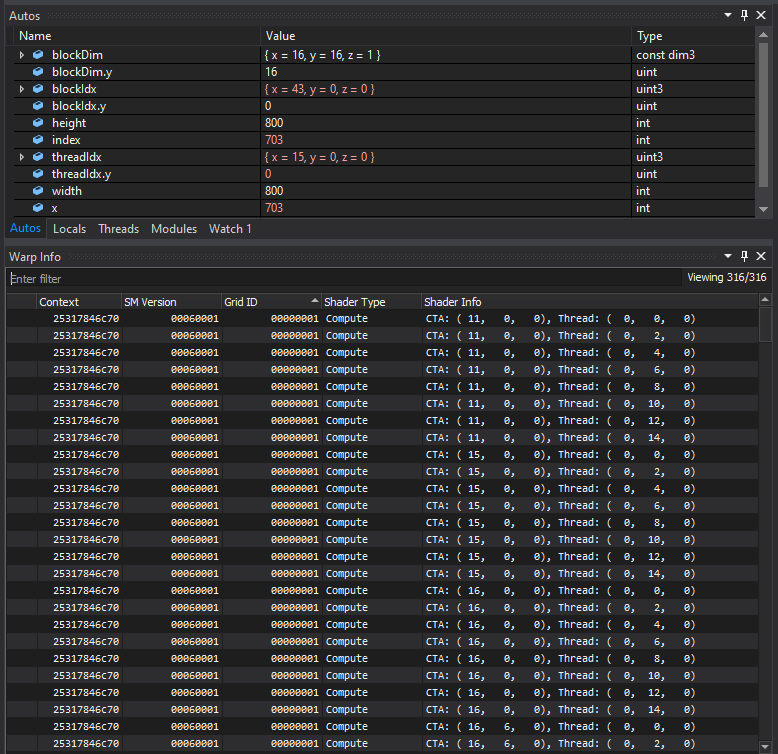 Autos
Name Value Type
blockDim { x = 16, y = 16, z = 1 } const dim3
blockDim.y 16 uint
blockIdx { x = 43, y = 0, z = 0 } uint3
blockIdx.y 0 uint
height 800 int
index 703 int
threadIdx { x = 15, y = 0, z = 0 } uint3
threadIdx.y 0 uint
width 800 int
x 703 int
Autos Locals Threads Modules Watch 1
Warp Info
Enter filter Viewing 316/316
Context SM Version Grid ID Shader Type Shader Info
25317846c70 00060001 00000001 Compute CTA: ( 11, 0, 0), Thread: ( 0, 0, 0)
25317846c70 00060001 00000001 Compute CTA: ( 11, 0, 0), Thread: ( 0, 2, 0)
25317846c70 00060001 00000001 Compute CTA: ( 11, 0, 0), Thread: ( 0, 4, 0)
25317846c70 00060001 00000001 Compute CTA: ( 11, 0, 0), Thread: ( 0, 6, 0)
25317846c70 00060001 00000001 Compute CTA: ( 11, 0, 0), Thread: ( 0, 8, 0)
25317846c70 00060001 00000001 Compute CTA: ( 11, 0, 0), Thread: ( 0, 10, 0)
25317846c70 00060001 00000001 Compute CTA: ( 11, 0, 0), Thread: ( 0, 12, 0)
25317846c70 00060001 00000001 Compute CTA: ( 11, 0, 0), Thread: ( 0, 14, 0)
25317846c70 00060001 00000001 Compute CTA: ( 15, 0, 0), Thread: ( 0, 0, 0)
25317846c70 00060001 00000001 Compute CTA: ( 15, 0, 0), Thread: ( 0, 2, 0)
25317846c70 00060001 00000001 Compute CTA: ( 15, 0, 0), Thread: ( 0, 4, 0)
25317846c70 00060001 00000001 Compute CTA: ( 15, 0, 0), Thread: ( 0, 6, 0)
25317846c70 00060001 00000001 Compute CTA: ( 15, 0, 0), Thread: ( 0, 8, 0)
25317846c70 00060001 00000001 Compute CTA: ( 15, 0, 0), Thread: ( 0, 10, 0)
25317846c70 00060001 00000001 Compute CTA: ( 15, 0, 0), Thread: ( 0, 12, 0)
25317846c70 00060001 00000001 Compute CTA: ( 15, 0, 0), Thread: ( 0, 14, 0)
25317846c70 00060001 00000001 Compute CTA: ( 16, 0, 0), Thread: ( 0, 0, 0)
25317846c70 00060001 00000001 Compute CTA: ( 16, 0, 0), Thread: ( 0, 2, 0)
25317846c70 00060001 00000001 Compute CTA: ( 16, 0, 0), Thread: ( 0, 4, 0)
25317846c70 00060001 00000001 Compute CTA: ( 16, 0, 0), Thread: ( 0, 6, 0)
25317846c70 00060001 00000001 Compute CTA: ( 16, 0, 0), Thread: ( 0, 8, 0)
25317846c70 00060001 00000001 Compute CTA: ( 16, 0, 0), Thread: ( 0, 10, 0)
25317846c70 00060001 00000001 Compute CTA: ( 16, 0, 0), Thread: ( 0, 12, 0)
25317846c70 00060001 00000001 Compute CTA: ( 16, 0, 0), Thread: ( 0, 14, 0)
25317846c70 00060001 00000001 Compute CTA: ( 16, 6, 0), Thread: ( 0, 0, 0)
25317846c70 00060001 00000001 Compute CTA: ( 16, 6, 0), Thread: ( 0, 2, 0)